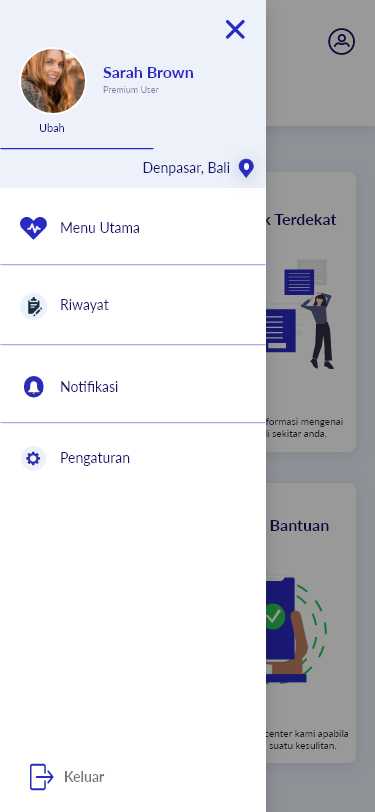 Sarah Brown
Premium User
Ubah
Denpasar, Bali
Menu Utama
Riwayat
Notifikasi
Pengaturan
Keluar
Terdekat
mengenai
sekitar anda.
Bantuan
center kami apabila
suatu kesulitan.